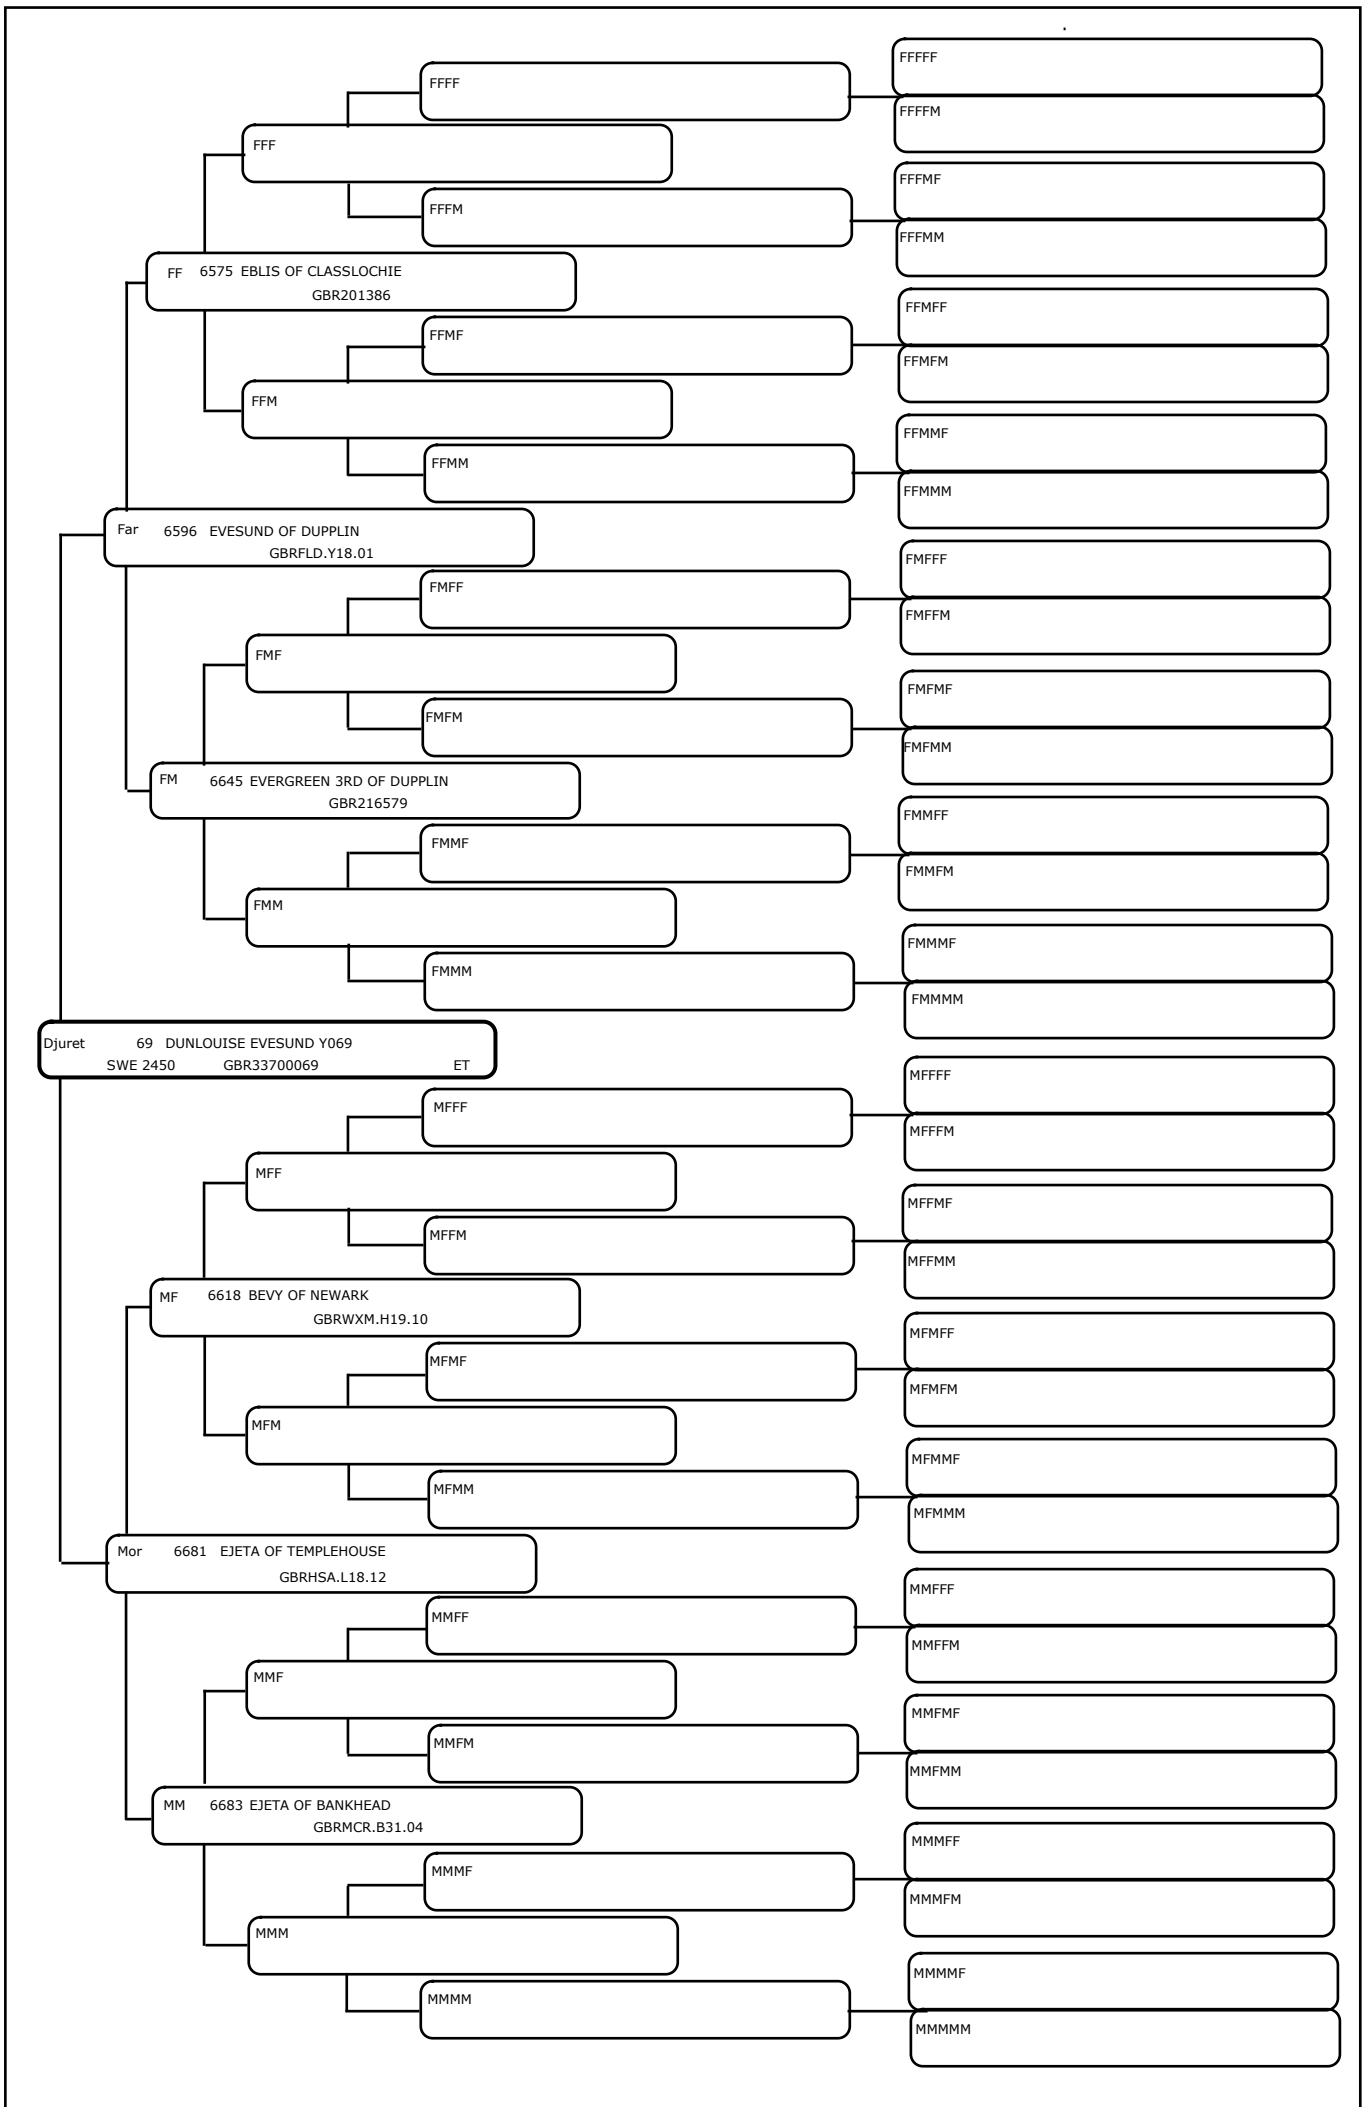 FFFFF
FFFF
FFFFM
FFF
FFFMF
FFFM
FFFMM
FF 6575 EBLIS OF CLASSLOCHIE
GBR201386
FFMFF
FFMF
FFMFM
FFM
FFMMF
FFMM
FFMMM
Far 6596 EVESUND OF DUPPLIN
GBRFLD.Y18.01
FMFFF
FMFF
FMFFM
FMF
FMFMF
FMFM
FMFMM
FM 6645 EVERGREEN 3RD OF DUPPLIN
GBR216579
FMMFF
FMMF
FMMFM
FMM
FMMMF
FMMM
FMMMM
Djuret 69 DUNLOUISE EVESUND Y069
SWE 2450 GBR33700069 ET
MFFFF
MFFF
MFFFM
MFF
MFFMF
MFFM
MFFMM
MF 6618 BEVY OF NEWARK
GBRWXM.H19.10
MFMFF
MFMF
MFMFM
MFM
MFMMF
MFMM
MFMMM
Mor 6681 EJETA OF TEMPLEHOUSE
GBRHSA.L18.12
MMFFF
MMFF
MMFFM
MMF
MMFMF
MMFM
MMFMM
MM 6683 EJETA OF BANKHEAD
GBRMCR.B31.04
MMMFF
MMMF
MMMFM
MMM
MMMMF
MMMM
MMMMM